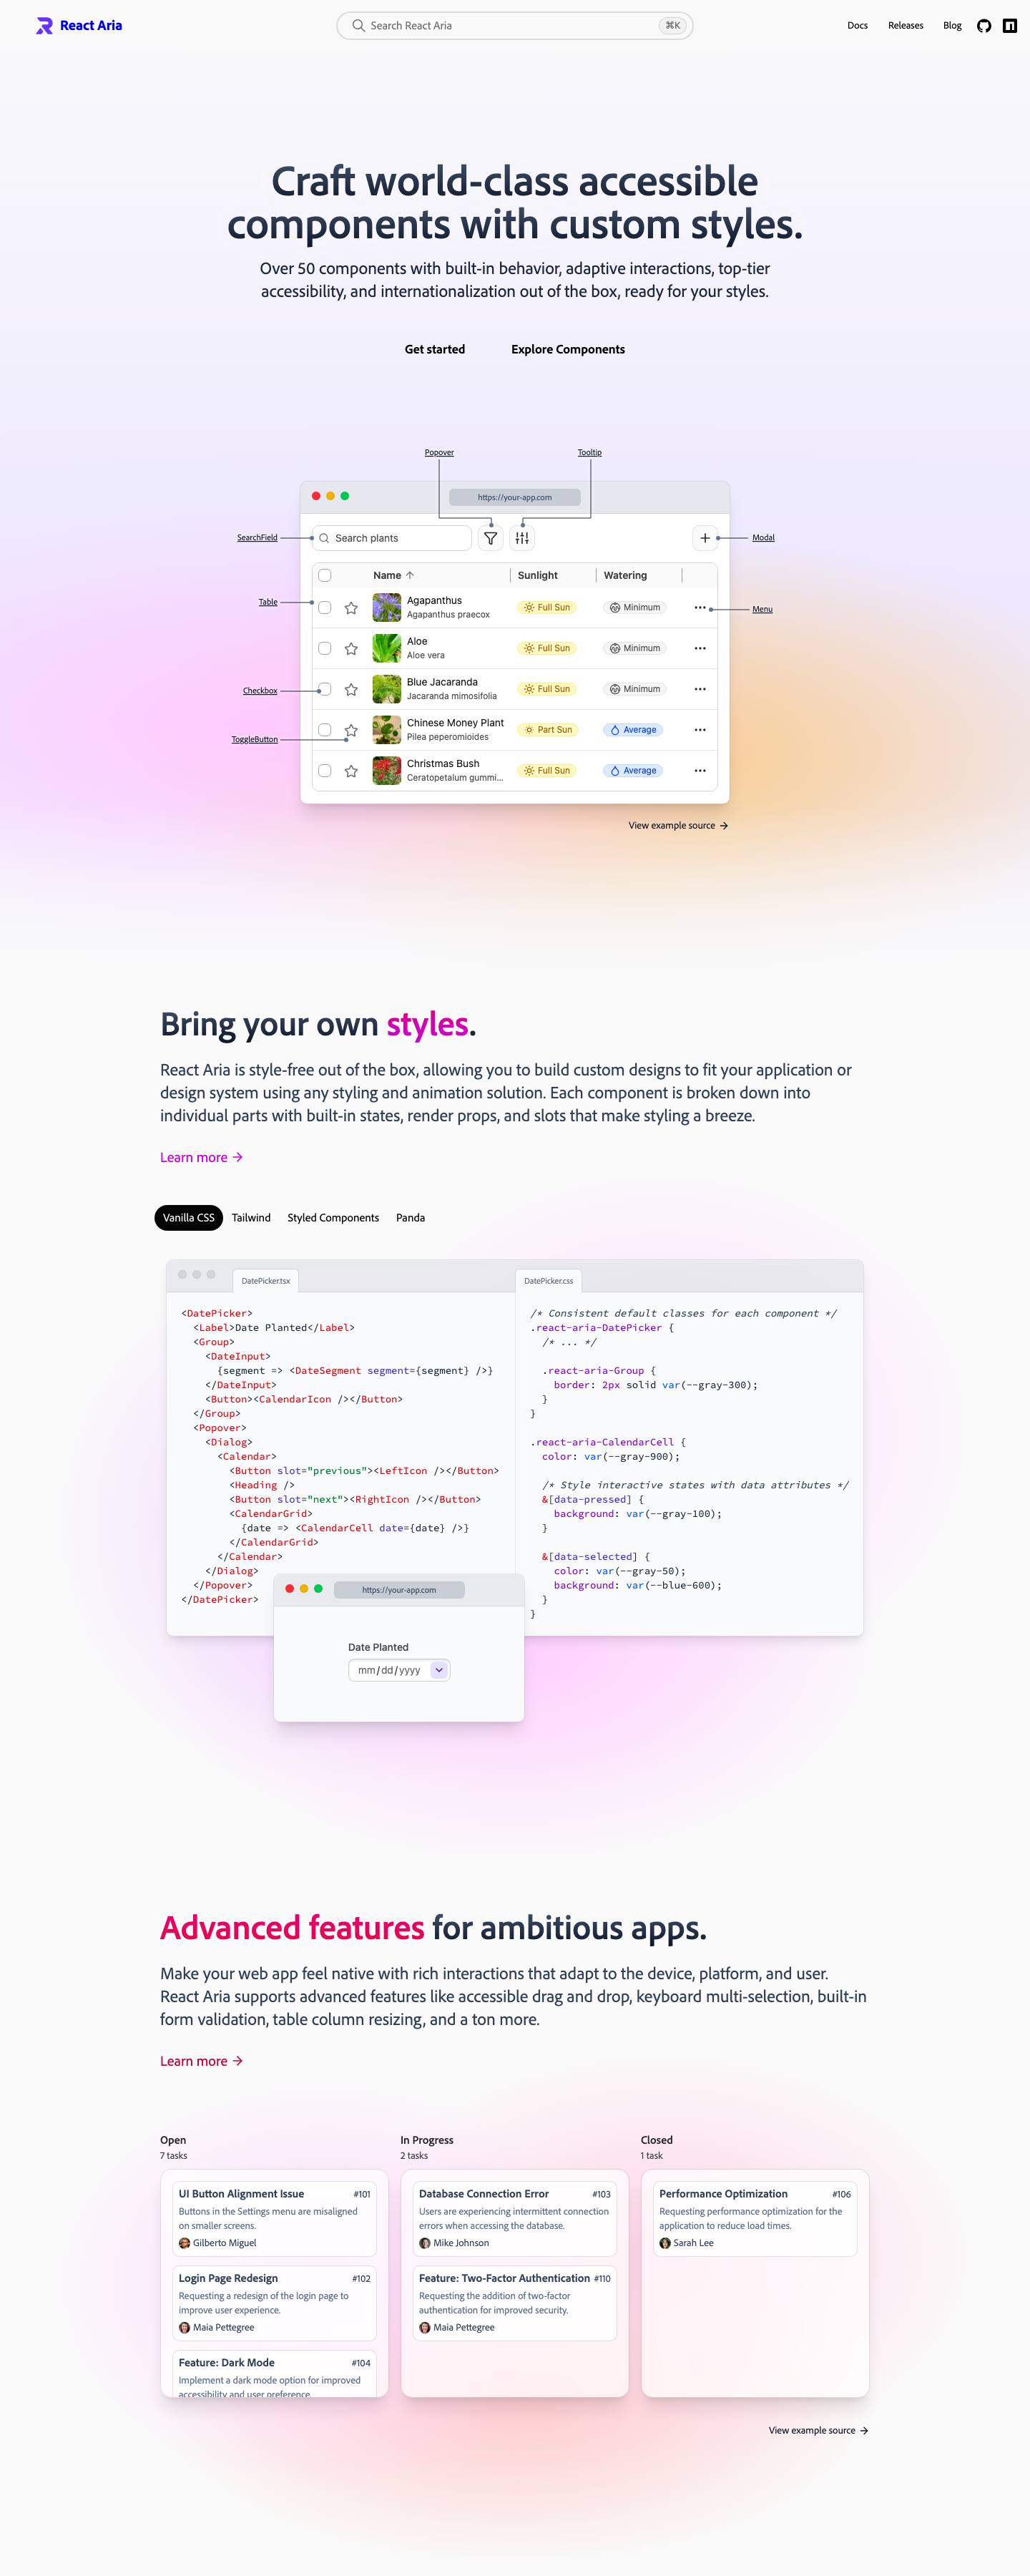 React Aria
Search React Aria
⌘K
Docs
Releases
Blog
Craft world-class accessible
components with custom styles.
Over 50 components with built-in behavior, adaptive interactions, top-tier
accessibility, and internationalization out of the box, ready for your styles.
Get started
Explore Components
Popover
Tooltip
https://your-app.com
SearchField
Search plants
Modal
Name
Sunlight
Watering
Table
Agapanthus
Agapanthus praecox
Full Sun
Minimum
Menu
Aloe
Aloe vera
Full Sun
Minimum
Checkbox
Blue Jacaranda
Jacaranda mimosifolia
Full Sun
Minimum
ToggleButton
Chinese Money Plant
Pilea peperomioides
Part Sun
Average
Christmas Bush
Ceratopetalum gummi...
Full Sun
Average
View example source →
Bring your own styles.
React Aria is style-free out of the box, allowing you to build custom designs to fit your application or
design system using any styling and animation solution. Each component is broken down into
individual parts with built-in states, render props, and slots that make styling a breeze.
Learn more →
Vanilla CSS
Tailwind
Styled Components
Panda
DatePicker.tsx
<DatePicker>
<Label>Date Planted</Label>
<Group>
<DateInput>
{segment => <DateSegment segment={segment} />}
</DateInput>
<Button><CalendarIcon /></Button>
</Group>
<Popover>
<Dialog>
<Calendar>
<Button slot="previous"><LeftIcon /></Button>
<Heading />
<Button slot="next"><RightIcon /></Button>
<CalendarGrid>
{date => <CalendarCell date={date} />}
</CalendarGrid>
</Calendar>
</Dialog>
</Popover>
</DatePicker>
DatePicker.css
/* Consistent default classes for each component */
.react-aria-DatePicker {
/* ... */
.react-aria-Group {
border: 2px solid var(--gray-300);
}
}
.react-aria-CalendarCell {
color: var(--gray-900);
/* Style interactive states with data attributes */
&[data-pressed] {
background: var(--gray-100);
}
&[data-selected] {
color: var(--gray-50);
background: var(--blue-600);
}
}
https://your-app.com
Date Planted
mm/dd/yyyy
Advanced features for ambitious apps.
Make your web app feel native with rich interactions that adapt to the device, platform, and user.
React Aria supports advanced features like accessible drag and drop, keyboard multi-selection, built-in
form validation, table column resizing, and a ton more.
Learn more →
Open
7 tasks
UI Button Alignment Issue
#101
Buttons in the Settings menu are misaligned
on smaller screens.
Gilberto Miguel
Login Page Redesign
#102
Requesting a redesign of the login page to
improve user experience.
Maia Pettegree
Feature: Dark Mode
#104
Implement a dark mode option for improved
accessibility and user preference.
In Progress
2 tasks
Database Connection Error
#103
Users are experiencing intermittent connection
errors when accessing the database.
Mike Johnson
Feature: Two-Factor Authentication
#110
Requesting the addition of two-factor
authentication for improved security.
Maia Pettegree
Closed
1 task
Performance Optimization
#106
Requesting performance optimization for the
application to reduce load times.
Sarah Lee
View example source →